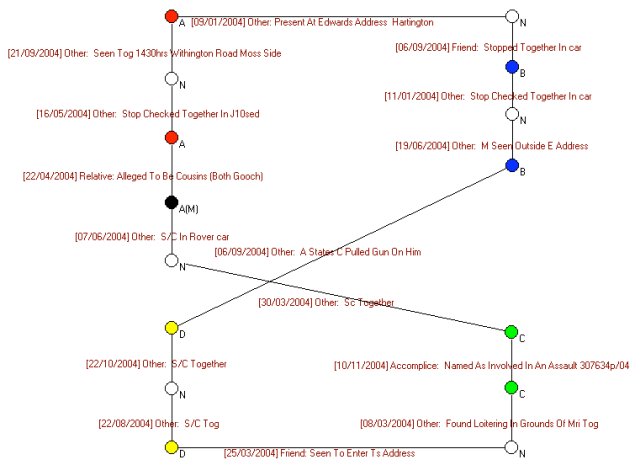 A
[09/01/2004] Other: Present At Edwards Address Hartington
N
[21/09/2004] Other: Seen Tog 1430hrs Withington Road Moss Side
[06/09/2004] Friend: Stopped Together In car
B
N
[11/01/2004] Other: Stop Checked Together In car
[16/05/2004] Other: Stop Checked Together In J10sed
N
A
[19/06/2004] Other: M Seen Outside E Address
B
[22/04/2004] Relative: Alleged To Be Cousins (Both Gooch)
A(M)
[07/06/2004] Other: S/C In Rover car
[06/09/2004] Other: A States C Pulled Gun On Him
N
[30/03/2004] Other: Sc Together
D
C
[22/10/2004] Other: S/C Together
[10/11/2004] Accomplice: Named As Involved In An Assault 307634p/04
N
C
[22/08/2004] Other: S/C Tog
[08/03/2004] Other: Found Loitering In Grounds Of Mri Tog
D
[25/03/2004] Friend: Seen To Enter Ts Address
N